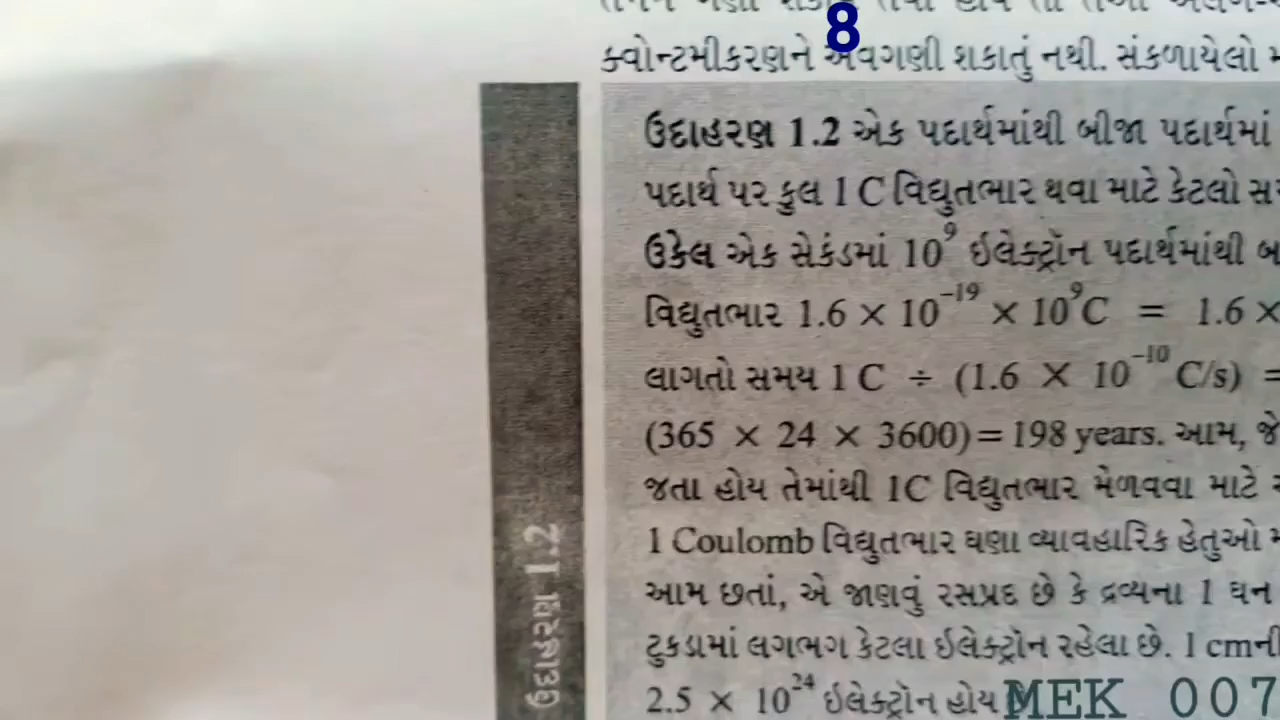 8
ક્વોન્ટમીકરણને અવગણી શકાતું નથી. સંકળાયેલો
ઉદાહરણ 1.2 એક પદાર્થમાંથી બીજા પદાર્થમાં
પદાર્થ પર કુલ 1 C વિદ્યુતભાર થવા માટે કેટલો
ઉકેલ એક સેકંડમાં 10⁹ ઈલેક્ટ્રૉન પદાર્થમાંથી
વિદ્યુતભાર 1.6 × 10⁻¹⁹ × 10⁹C = 1.6 ×
લાગતો સમય 1 C ÷ (1.6 × 10⁻¹⁰ C/s) =
(365 × 24 × 3600) = 198 years. આમ, જે
જતા હોય તેમાંથી 1C વિદ્યુતભાર મેળવવા માટે
1 Coulomb વિદ્યુતભાર ઘણા વ્યાવહારિક હેતુઓ
આમ છતાં, એ જાણવું રસપ્રદ છે કે દ્રવ્યના 1 ઘન
ટુકડામાં લગભગ કેટલા ઈલેક્ટ્રૉન રહેલા છે. 1 cmની
2.5 × 10²⁴ ઈલેક્ટ્રૉન હોય
ઉદાહરણ 1.2
MEK 007